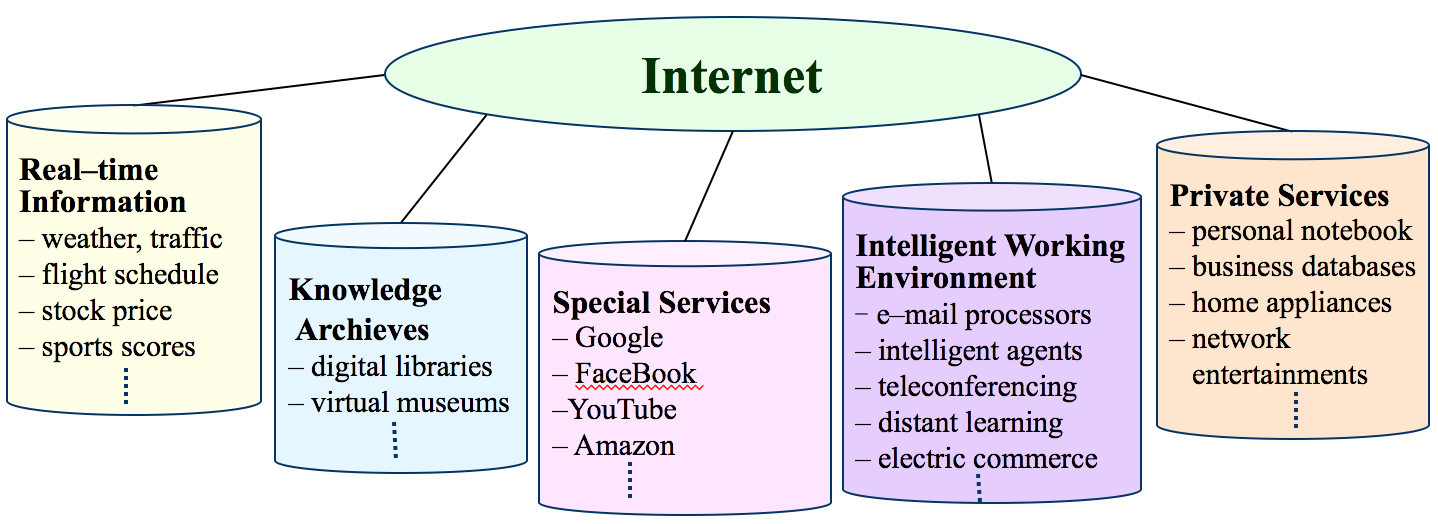 Internet
Real–time
Information
– weather, traffic
– flight schedule
– stock price
– sports scores
Knowledge
Archieves
– digital libraries
– virtual museums
Special Services
– Google
– FaceBook
–YouTube
– Amazon
Intelligent Working
Environment
– e–mail processors
– intelligent agents
– teleconferencing
– distant learning
– electric commerce
Private Services
– personal notebook
– business databases
– home appliances
– network
entertainments